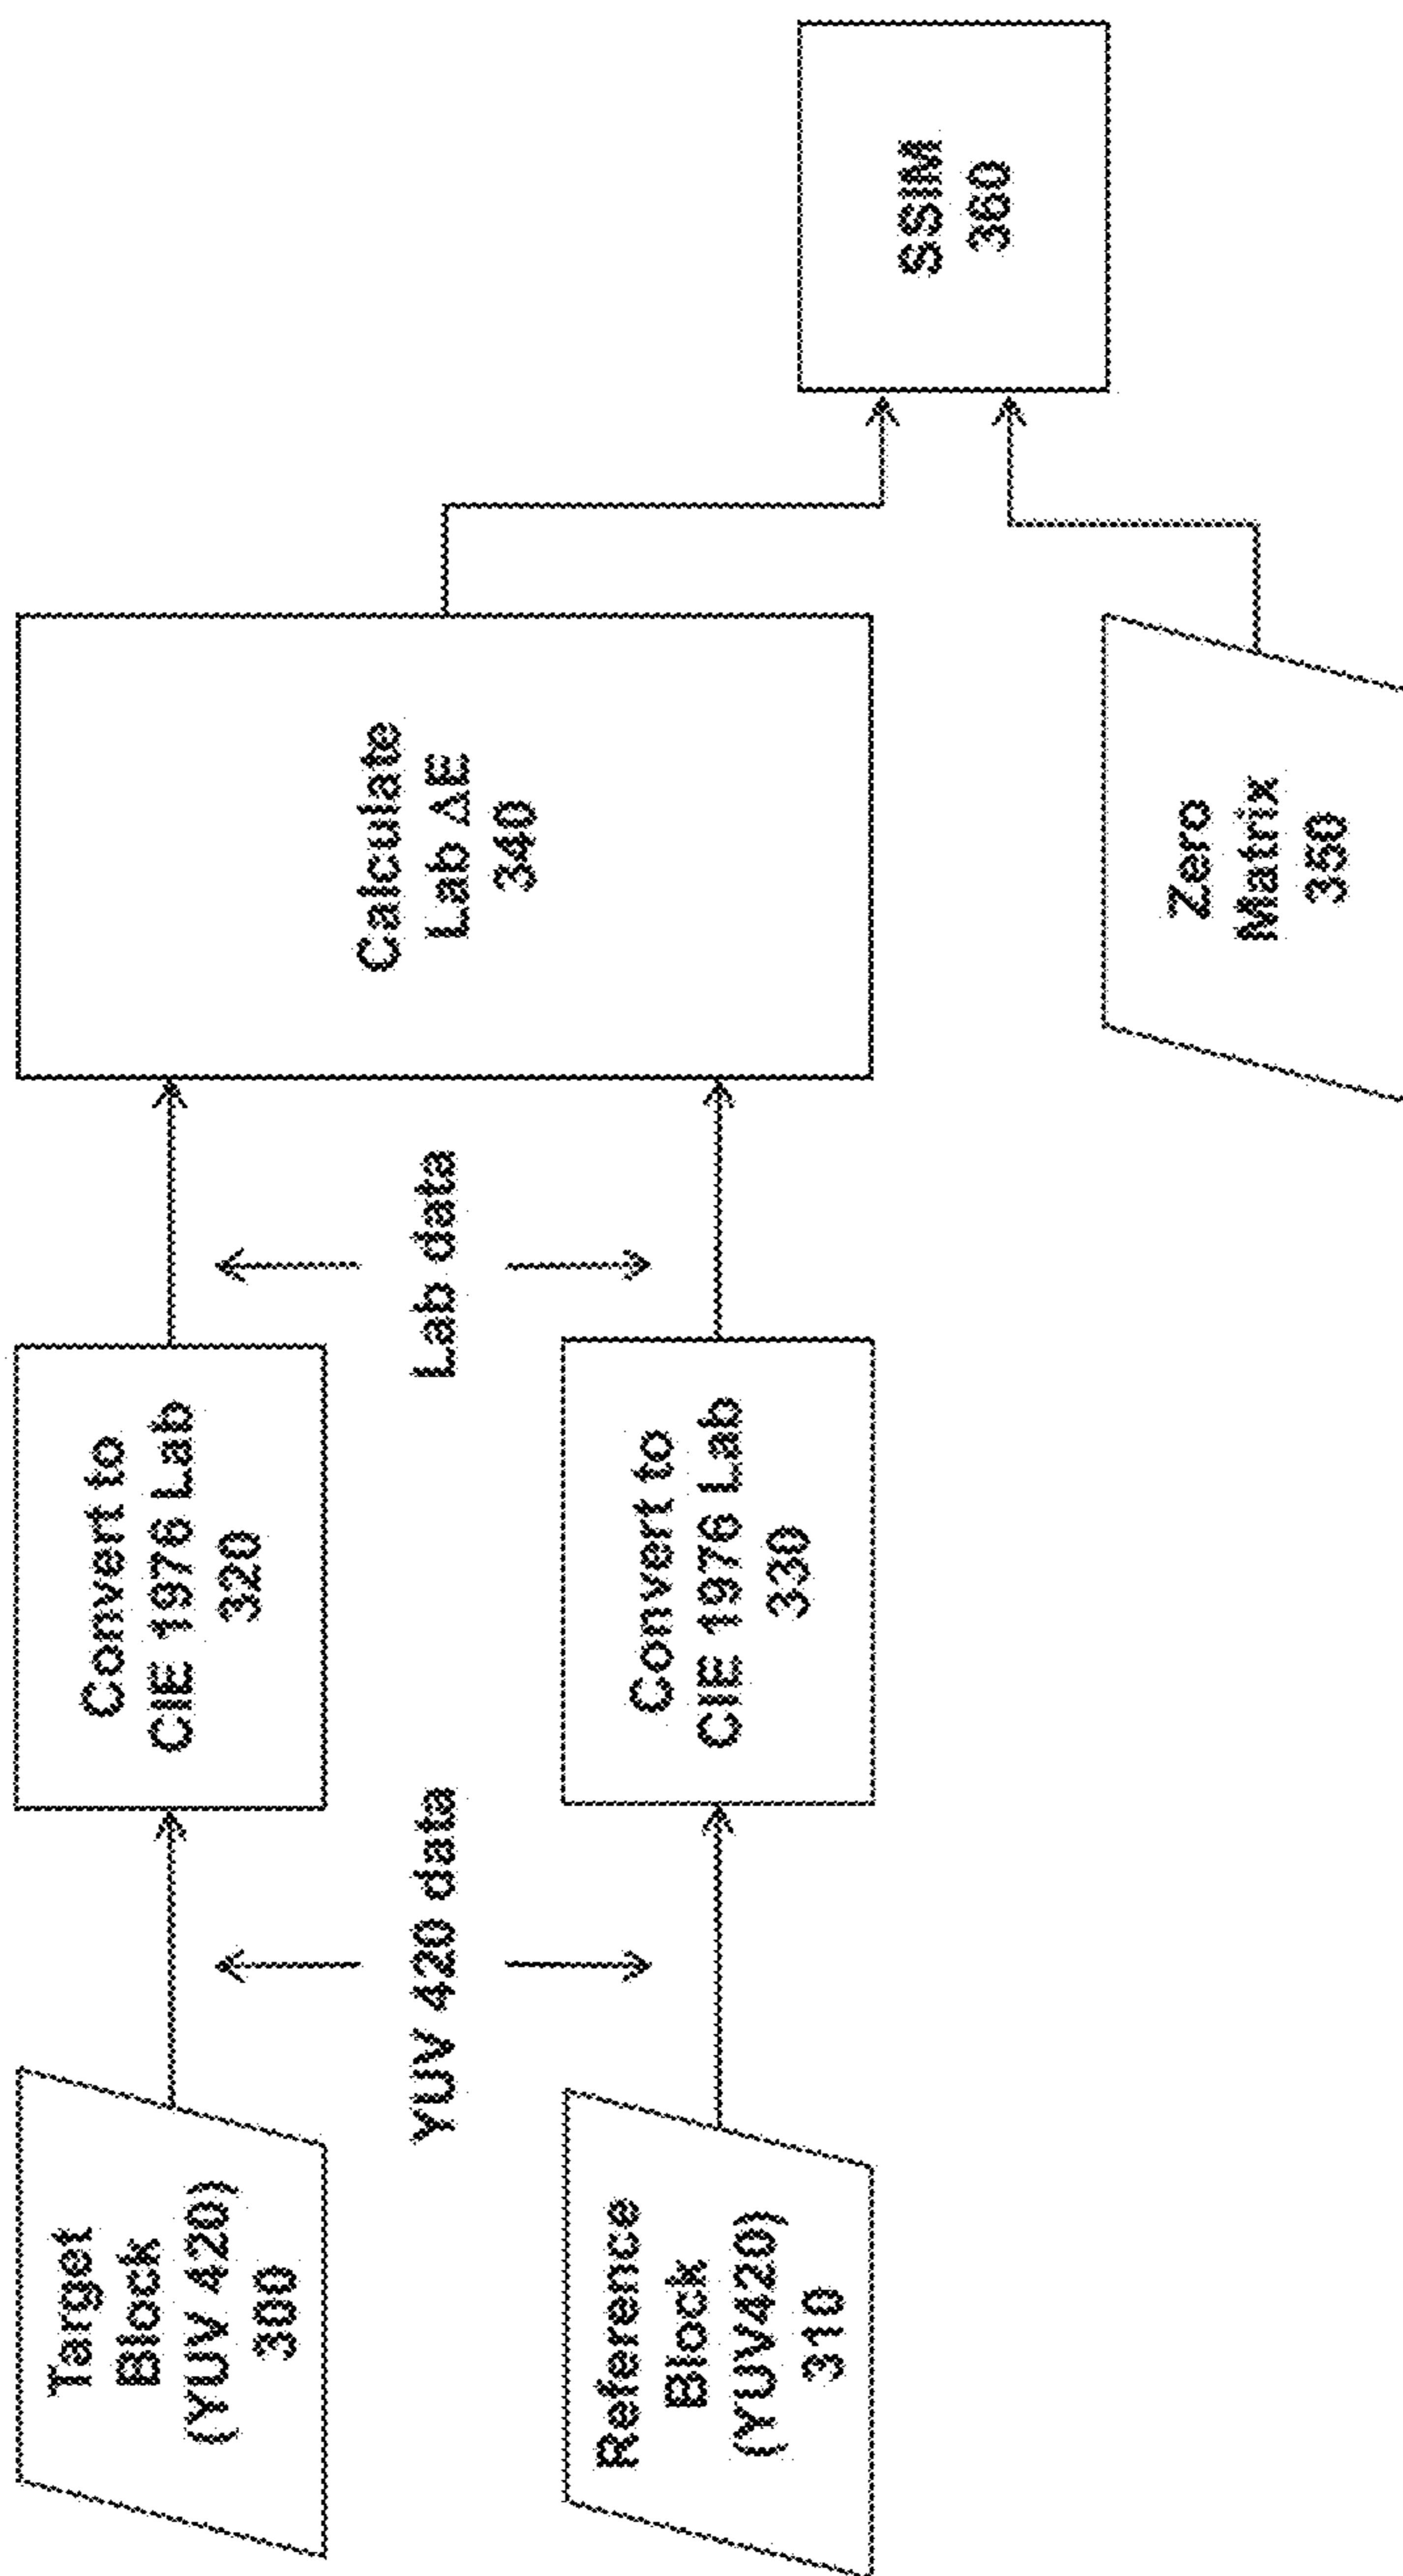 Target
Block
(YUV 420)
300
YUV 420 data
Reference
Block
(YUV420)
310
Convert to
CIE 1976 Lab
320
Lab data
Convert to
CIE 1976 Lab
330
Calculate
Lab ΔE
340
Zero
Matrix
350
SSIM
360